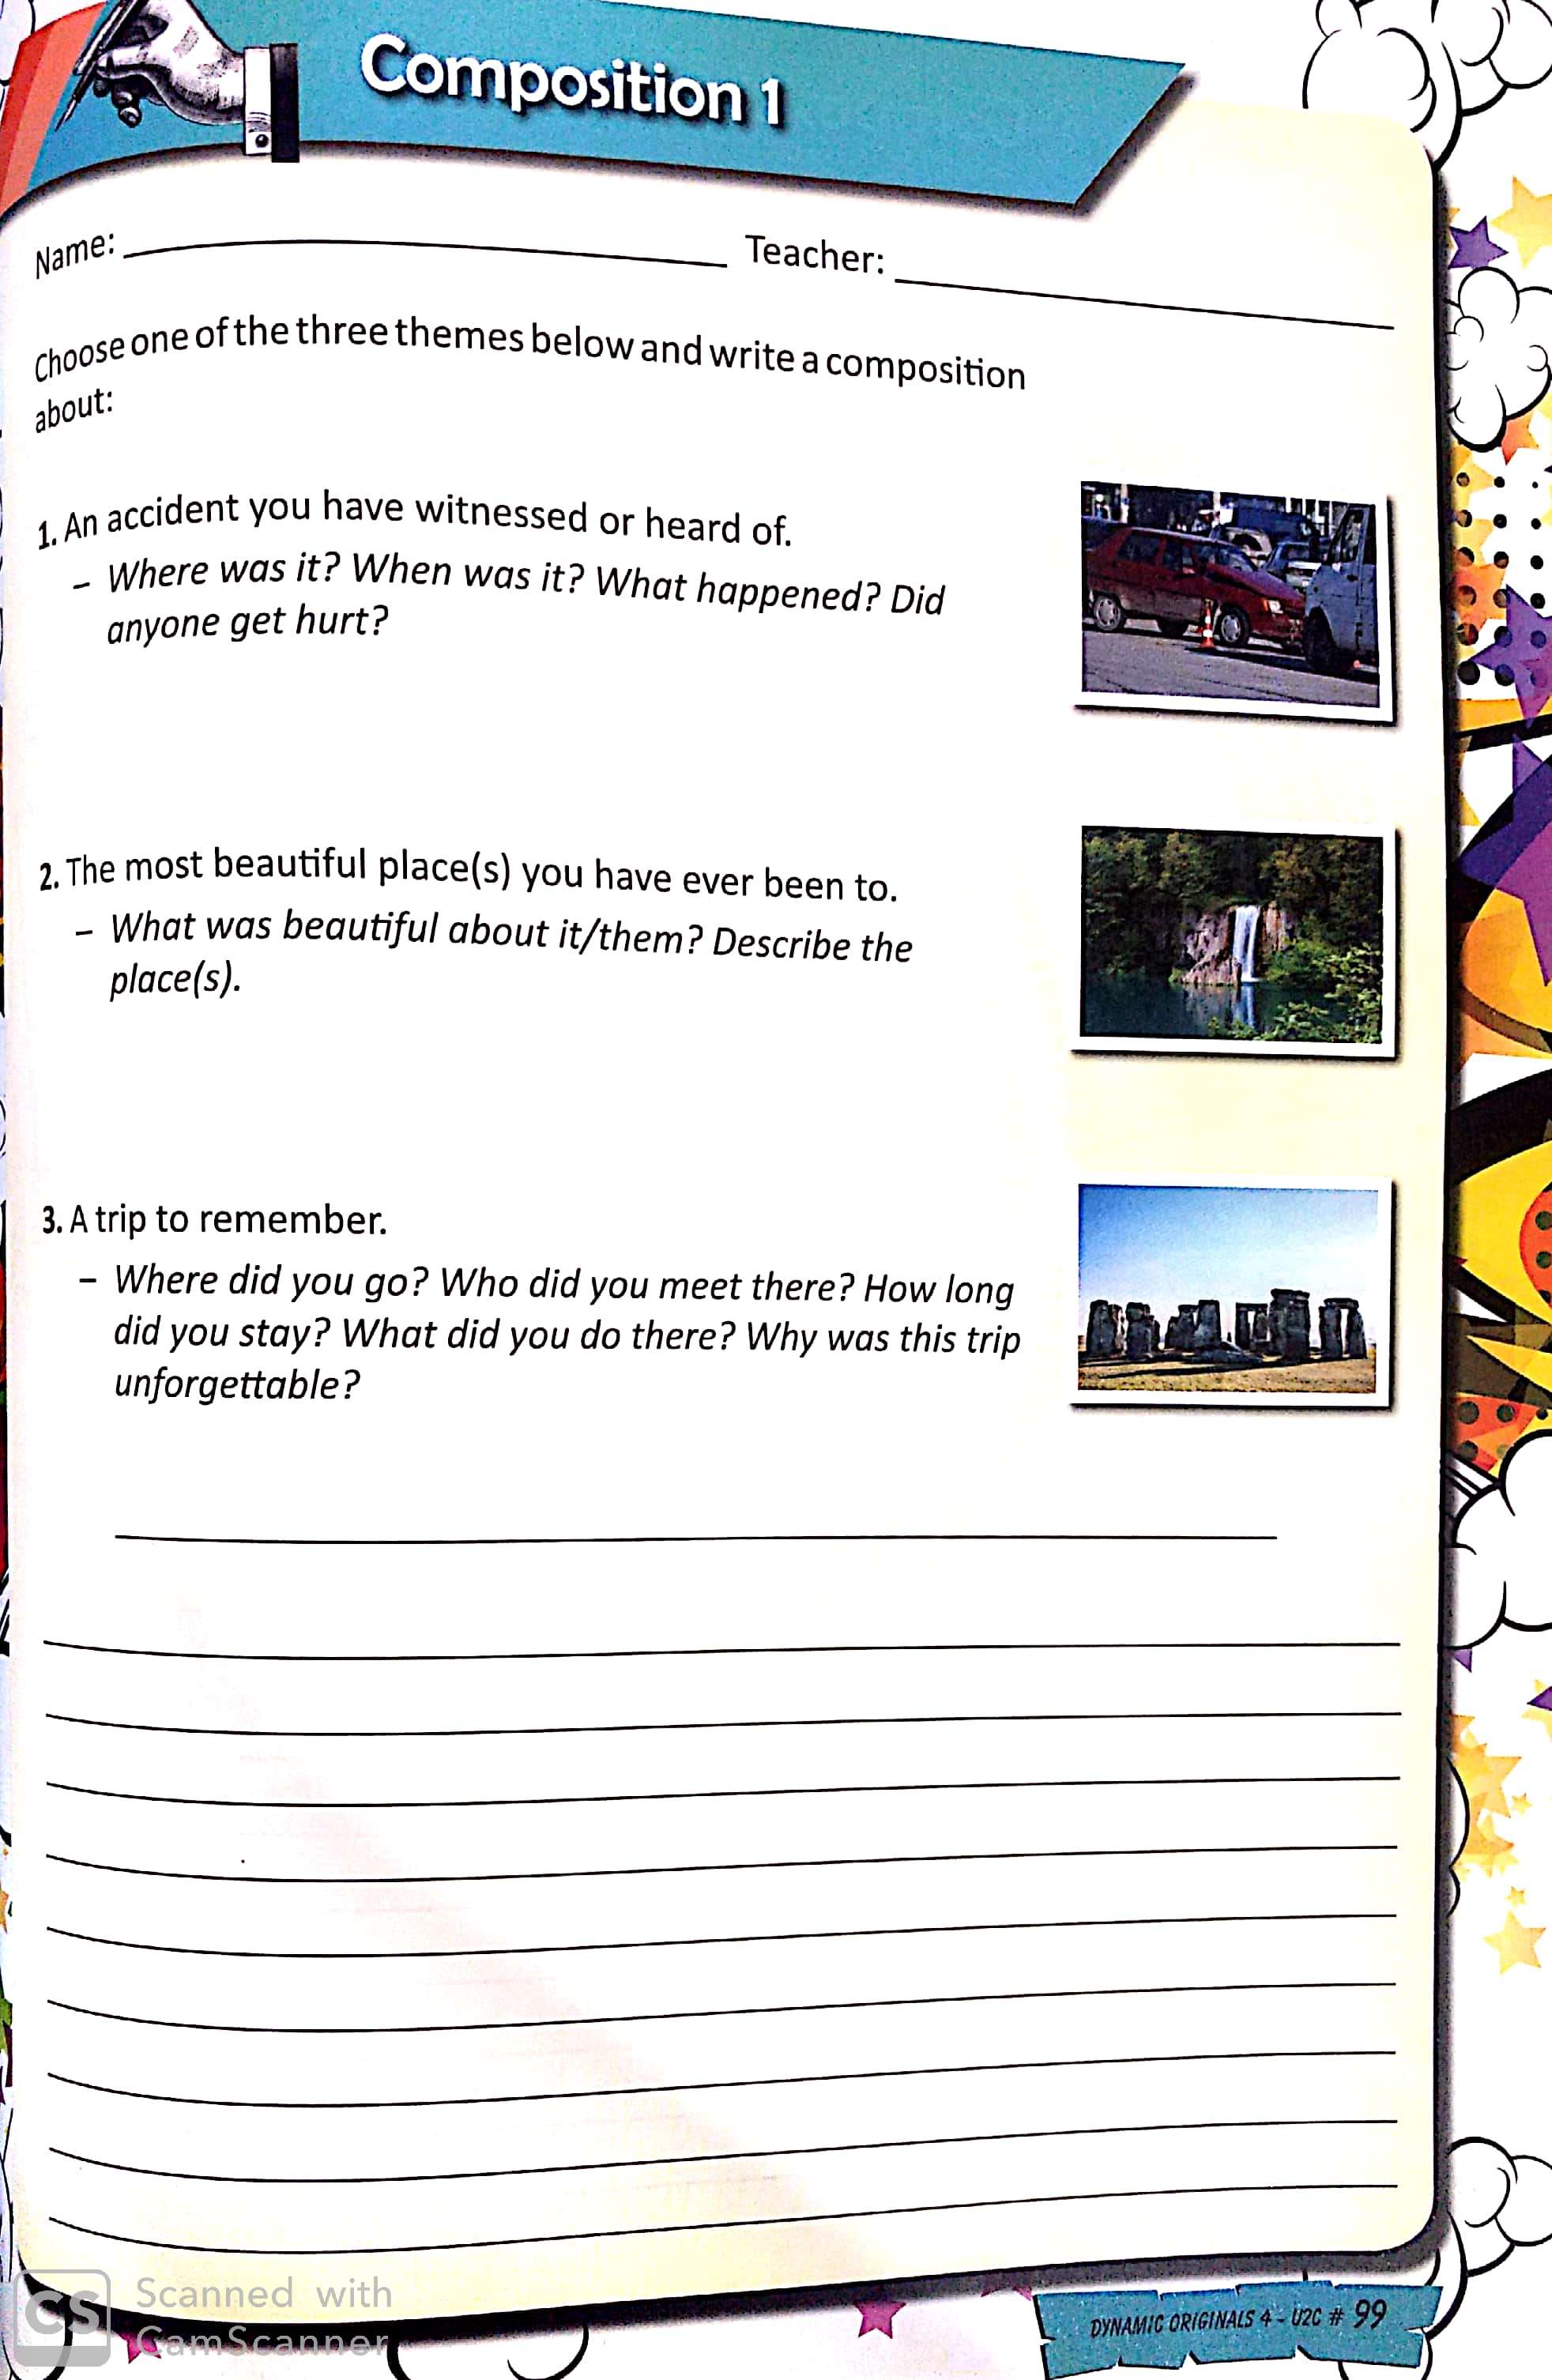 Composition 1
Name: Teacher:
Choose one of the three themes below and write a composition
about:
1. An accident you have witnessed or heard of.
– Where was it? When was it? What happened? Did
anyone get hurt?
2. The most beautiful place(s) you have ever been to.
– What was beautiful about it/them? Describe the
place(s).
3. A trip to remember.
– Where did you go? Who did you meet there? How long
did you stay? What did you do there? Why was this trip
unforgettable?
CS Scanned with
CamScanner
DYNAMIC ORIGINALS 4 - U2C # 99